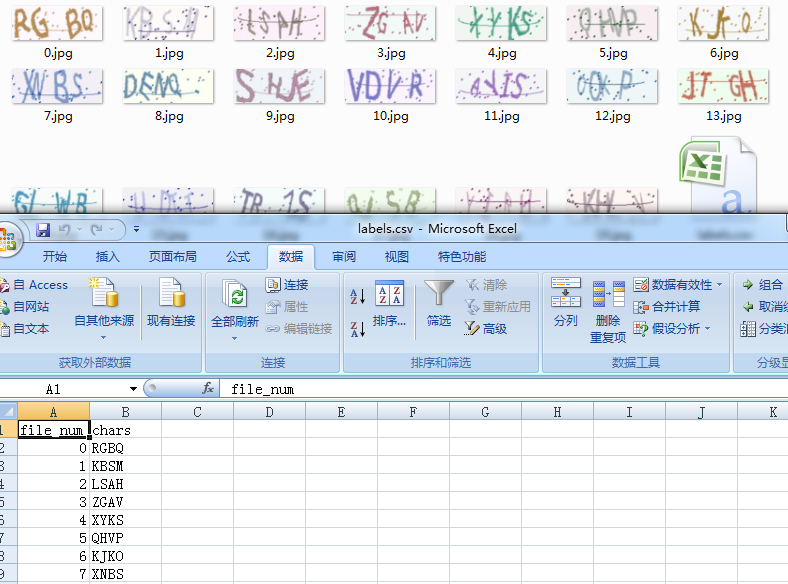 RGBQ KBSM LSAH ZGAV XYKS QHVP KJKO
0.jpg 1.jpg 2.jpg 3.jpg 4.jpg 5.jpg 6.jpg
XNBS DENQ SHJE VDVR JTGH
7.jpg 8.jpg 9.jpg 10.jpg 11.jpg 12.jpg 13.jpg
a
labels.csv - Microsoft Excel
开始 插入 页面布局 公式 数据 审阅 视图 特色功能
自 Access
自网站
自文本
自其他来源
现有连接
获取外部数据
全部刷新
连接
属性
编辑链接
连接
排序...
筛选
清除
重新应用
高级
排序和筛选
分列
删除
重复项
数据有效性
合并计算
假设分析
数据工具
组合
取消组
分类汇
分级显
A1 fx file_num
A B C D E F G H I J K
1 file_num chars
2 0 RGBQ
3 1 KBSM
4 2 LSAH
5 3 ZGAV
6 4 XYKS
7 5 QHVP
8 6 KJKO
9 7 XNBS